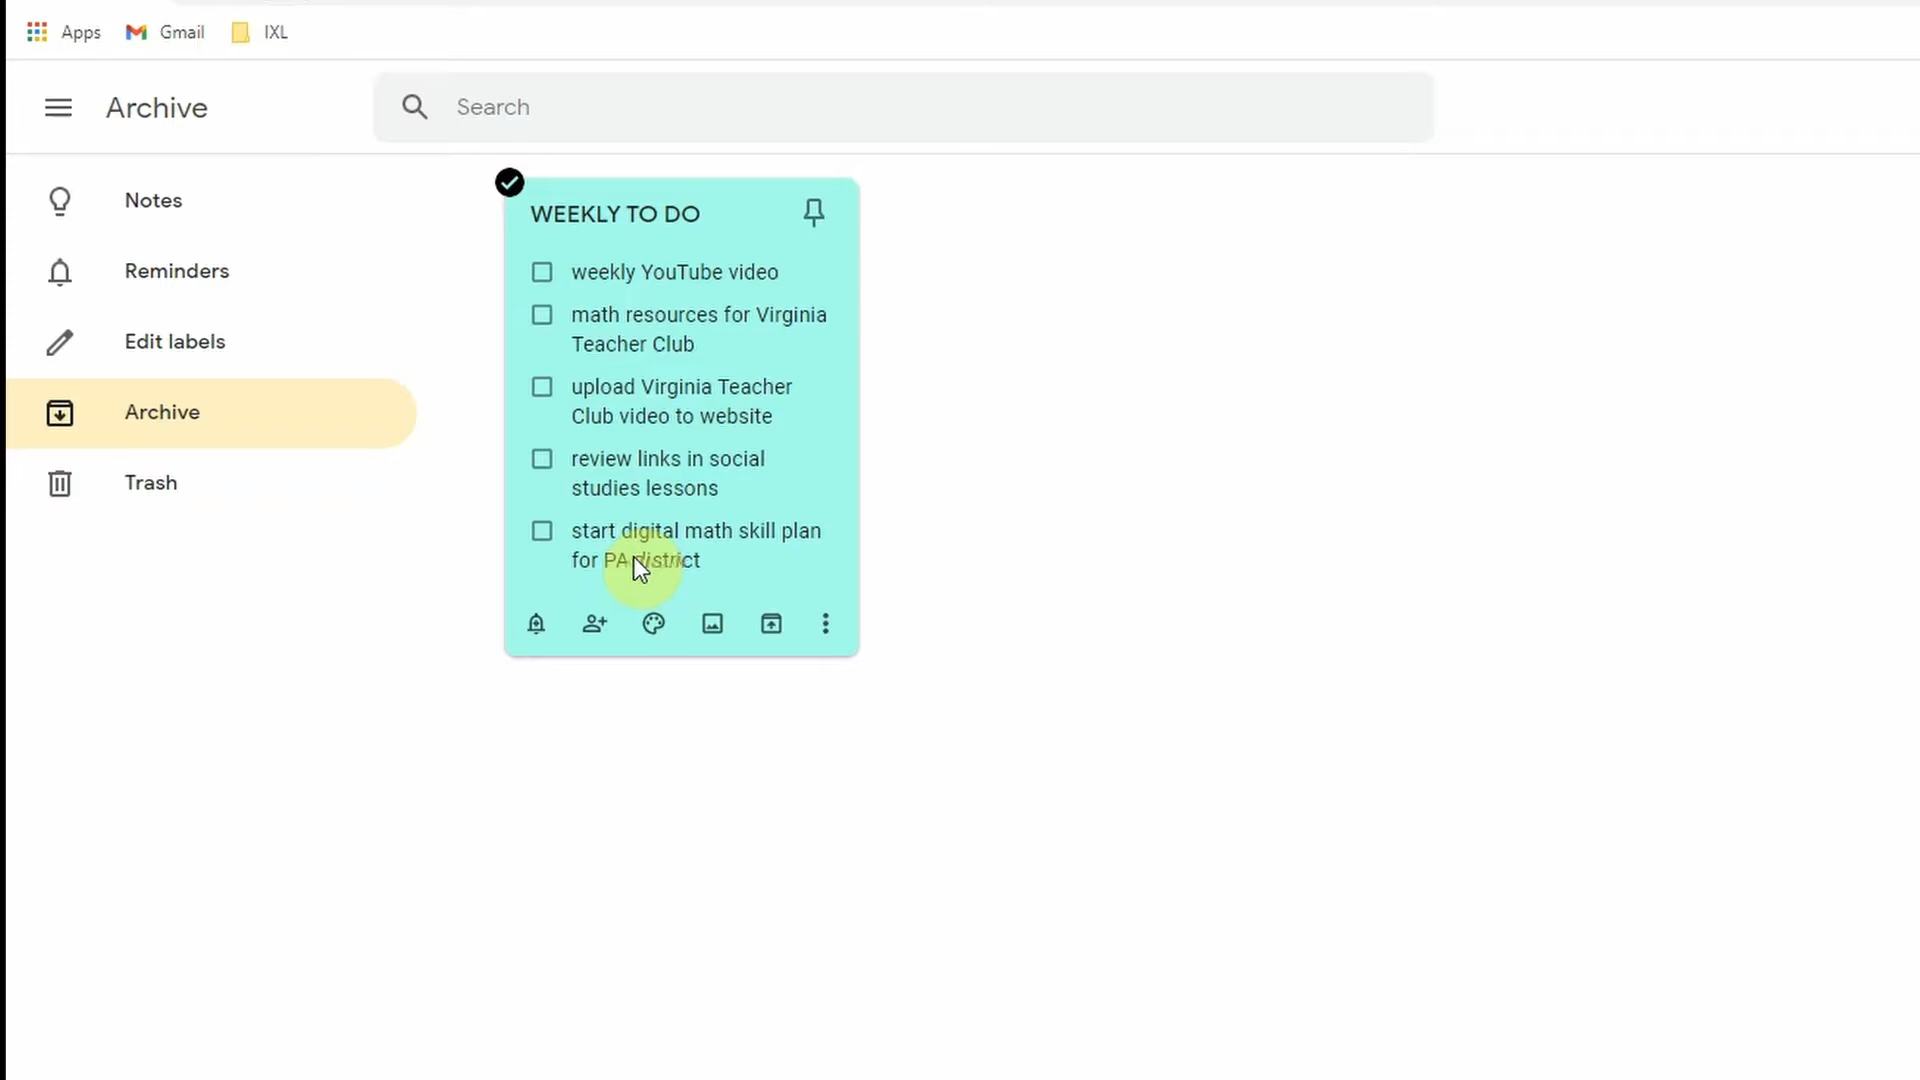 Apps Gmail IXL
Archive
Search
Notes
Reminders
Edit labels
Archive
Trash
WEEKLY TO DO
weekly YouTube video
math resources for Virginia
Teacher Club
upload Virginia Teacher
Club video to website
review links in social
studies lessons
start digital math skill plan
for PA district